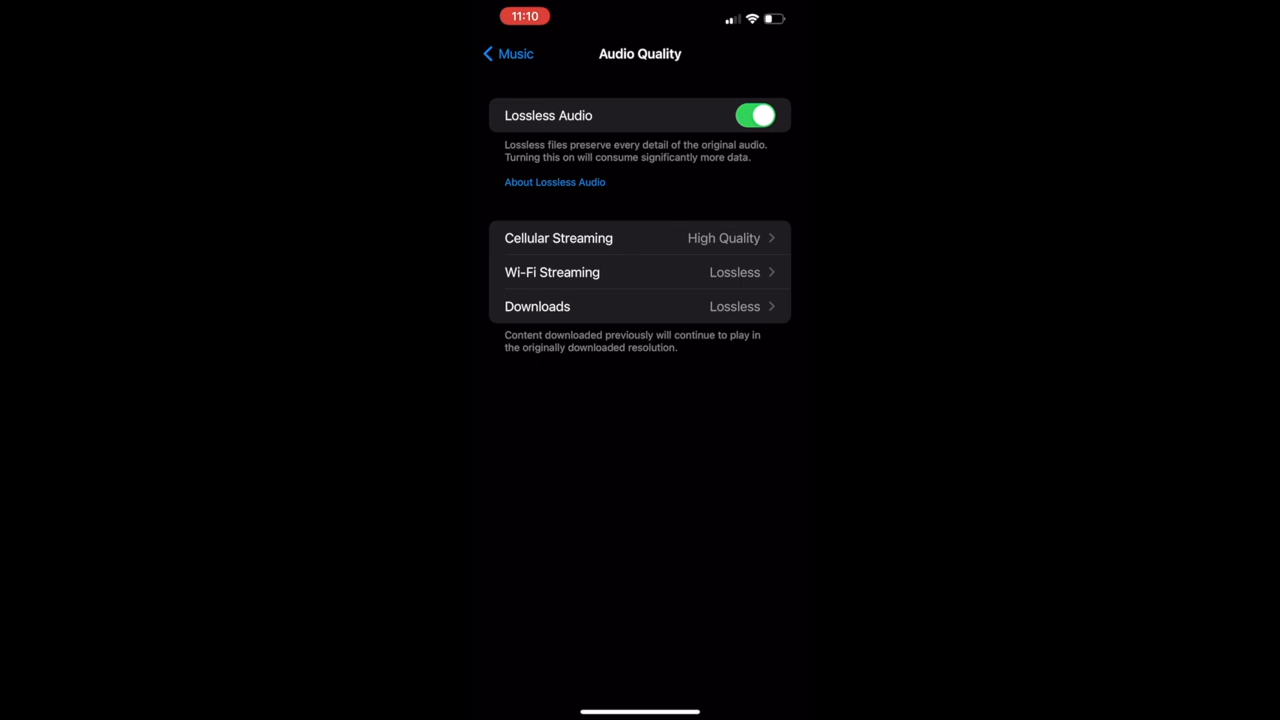 11:10
Music
Audio Quality
Lossless Audio
Lossless files preserve every detail of the original audio.
Turning this on will consume significantly more data.
About Lossless Audio
Cellular Streaming High Quality
Wi-Fi Streaming Lossless
Downloads Lossless
Content downloaded previously will continue to play in
the originally downloaded resolution.